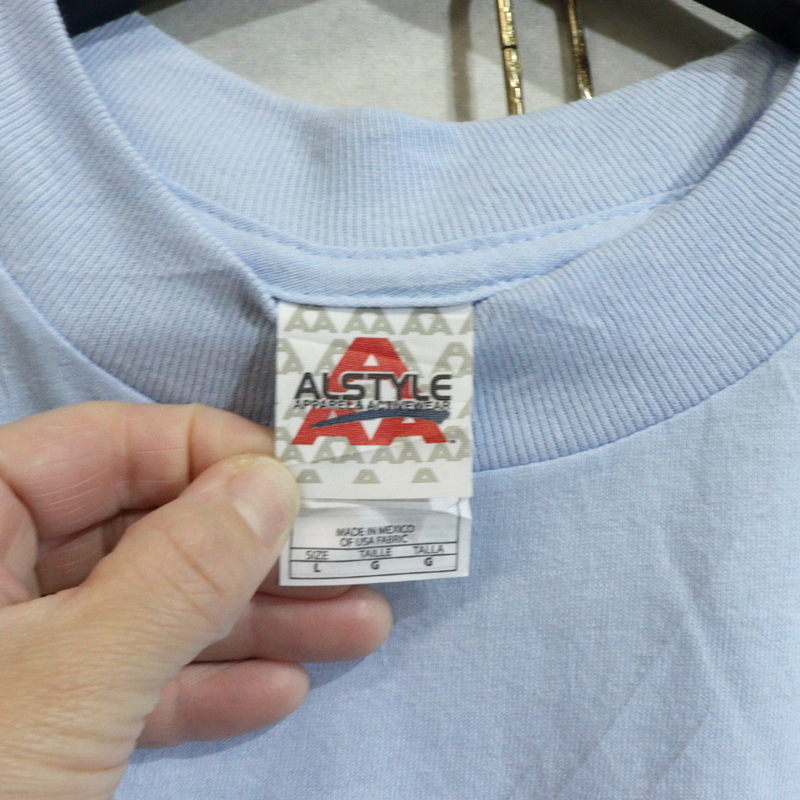 ALSTYLE
APPAREL & ACTIVEWEAR
MADE IN MEXICO
OF USA FABRIC
SIZE TAILLE TALLA
L G G